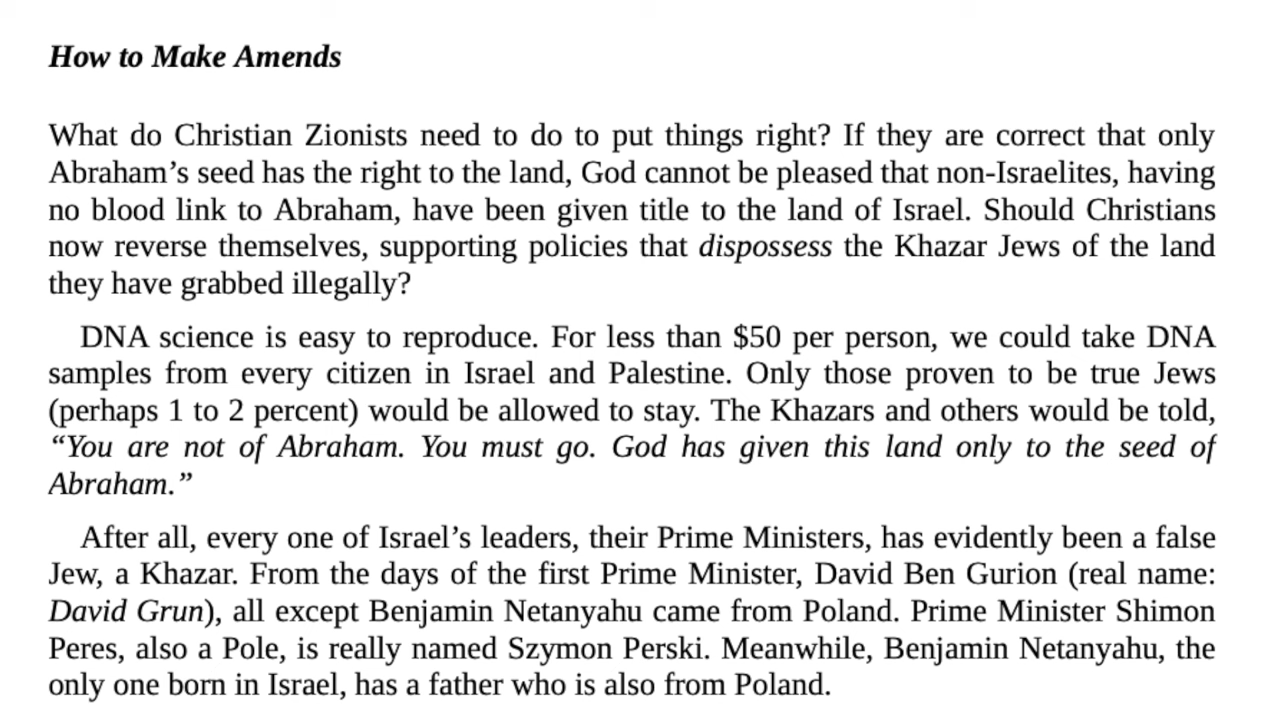 How to Make Amends
What do Christian Zionists need to do to put things right? If they are correct that only
Abraham’s seed has the right to the land, God cannot be pleased that non-Israelites, having
no blood link to Abraham, have been given title to the land of Israel. Should Christians
now reverse themselves, supporting policies that dispossess the Khazar Jews of the land
they have grabbed illegally?
DNA science is easy to reproduce. For less than $50 per person, we could take DNA
samples from every citizen in Israel and Palestine. Only those proven to be true Jews
(perhaps 1 to 2 percent) would be allowed to stay. The Khazars and others would be told,
“You are not of Abraham. You must go. God has given this land only to the seed of
Abraham.”
After all, every one of Israel’s leaders, their Prime Ministers, has evidently been a false
Jew, a Khazar. From the days of the first Prime Minister, David Ben Gurion (real name:
David Grun), all except Benjamin Netanyahu came from Poland. Prime Minister Shimon
Peres, also a Pole, is really named Szymon Perski. Meanwhile, Benjamin Netanyahu, the
only one born in Israel, has a father who is also from Poland.